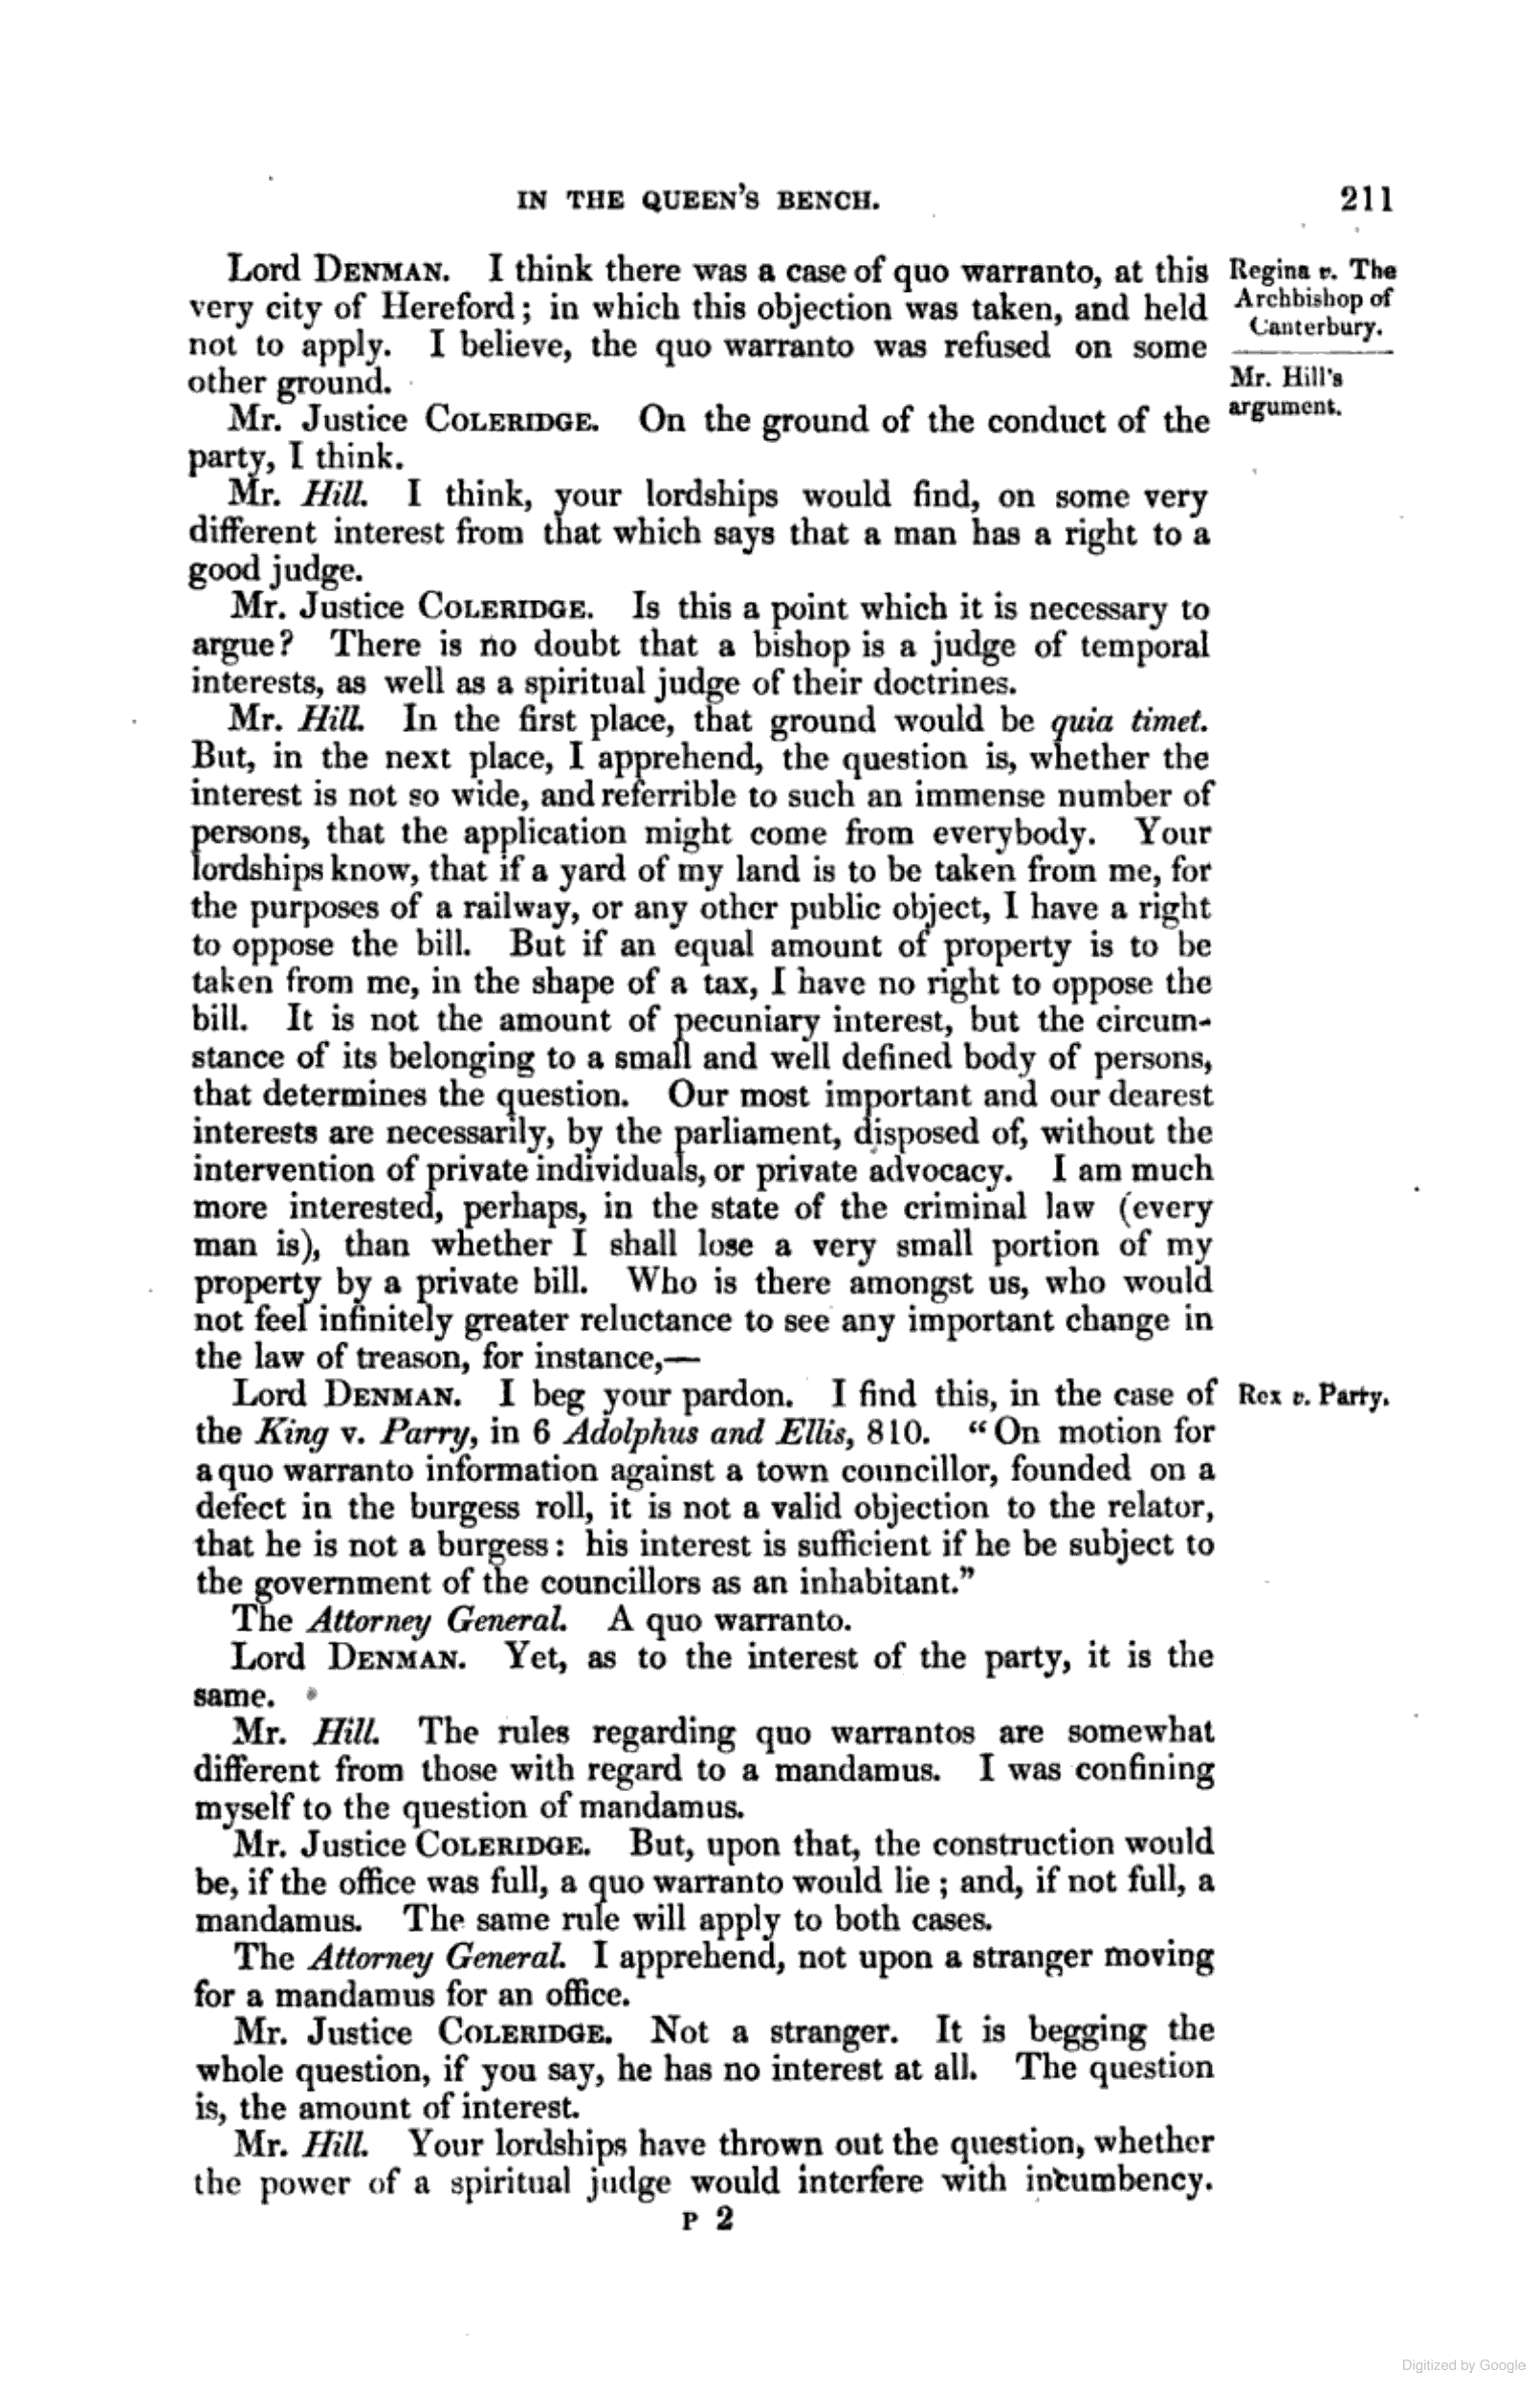 IN THE QUEEN'S BENCH. 211
Lord DENMAN. I think there was a case of quo warranto, at this
very city of Hereford; in which this objection was taken, and held
not to apply. I believe, the quo warranto was refused on some
other ground.
Regina v. The
Archbishop of
Canterbury.
Mr. Hill's
argument.
Mr. Justice COLERIDGE. On the ground of the conduct of the
party, I think.
Mr. Hill. I think, your lordships would find, on some very
different interest from that which says that a man has a right to a
good judge.
Mr. Justice COLERIDGE. Is this a point which it is necessary to
argue? There is no doubt that a bishop is a judge of temporal
interests, as well as a spiritual judge of their doctrines.
Mr. Hill. In the first place, that ground would be quia timet.
But, in the next place, I apprehend, the question is, whether the
interest is not so wide, and referrible to such an immense number of
persons, that the application might come from everybody. Your
lordships know, that if a yard of my land is to be taken from me, for
the purposes of a railway, or any other public object, I have a right
to oppose the bill. But if an equal amount of property is to be
taken from me, in the shape of a tax, I have no right to oppose the
bill. It is not the amount of pecuniary interest, but the circum-
stance of its belonging to a small and well defined body of persons,
that determines the question. Our most important and our dearest
interests are necessarily, by the parliament, disposed of, without the
intervention of private individuals, or private advocacy. I am much
more interested, perhaps, in the state of the criminal law (every
man is), than whether I shall lose a very small portion of my
property by a private bill. Who is there amongst us, who would
not feel infinitely greater reluctance to see any important change in
the law of treason, for instance,—
Lord DENMAN. I beg your pardon. I find this, in the case of
Rex v. Party.
the King v. Parry, in 6 Adolphus and Ellis, 810. "On motion for
a quo warranto information against a town councillor, founded on a
defect in the burgess roll, it is not a valid objection to the relator,
that he is not a burgess: his interest is sufficient if he be subject to
the government of the councillors as an inhabitant."
The Attorney General. A quo warranto.
Lord DENMAN. Yet, as to the interest of the party, it is the
same.
Mr. Hill. The rules regarding quo warrantos are somewhat
different from those with regard to a mandamus. I was confining
myself to the question of mandamus.
Mr. Justice COLERIDGE. But, upon that, the construction would
be, if the office was full, a quo warranto would lie; and, if not full, a
mandamus. The same rule will apply to both cases.
The Attorney General. I apprehend, not upon a stranger moving
for a mandamus for an office.
Mr. Justice COLERIDGE. Not a stranger. It is begging the
whole question, if you say, he has no interest at all. The question
is, the amount of interest.
Mr. Hill. Your lordships have thrown out the question, whether
the power of a spiritual judge would interfere with incumbency.
P 2
Digitized by Google